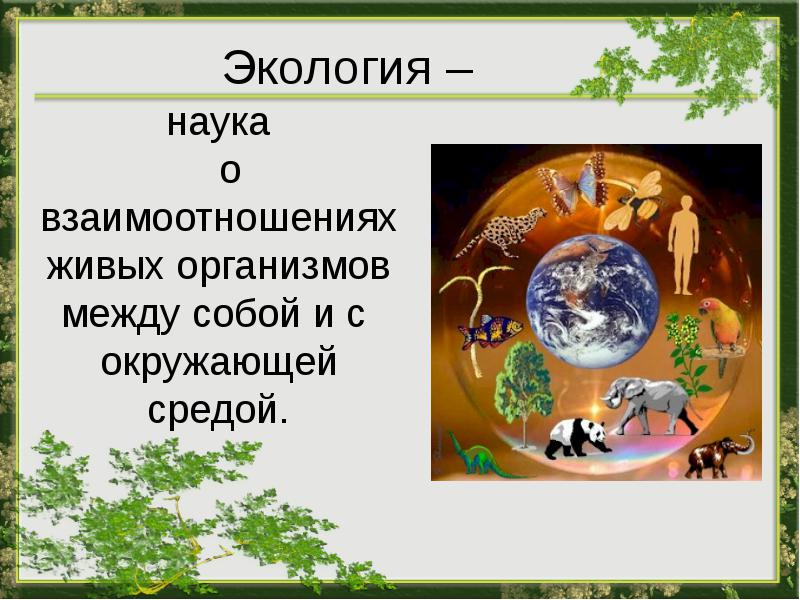 Экология –
наука
о
взаимоотношениях
живых организмов
между собой и с
окружающей
средой.